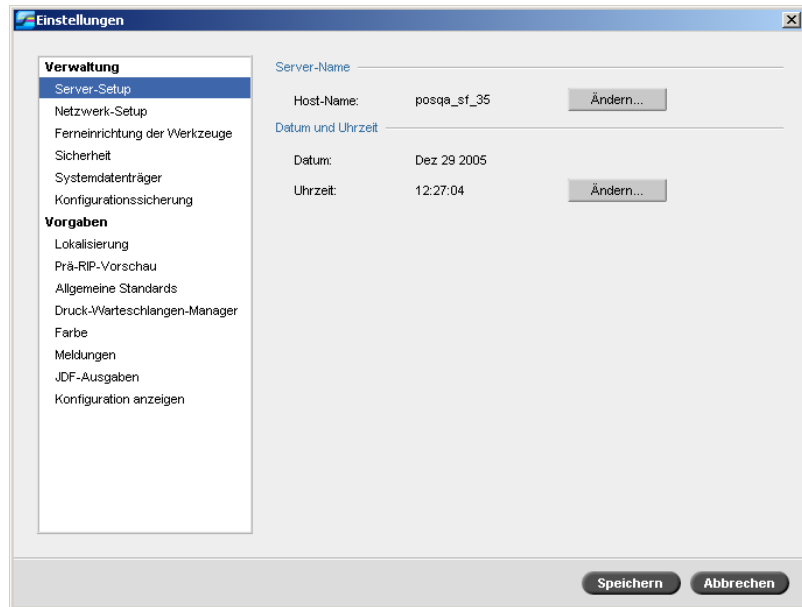 Einstellungen
Verwaltung
Server-Setup
Netzwerk-Setup
Ferneinrichtung der Werkzeuge
Sicherheit
Systemdatenträger
Konfigurationssicherung
Vorgaben
Lokalisierung
Prä-RIP-Vorschau
Allgemeine Standards
Druck-Warteschlangen-Manager
Farbe
Meldungen
JDF-Ausgaben
Konfiguration anzeigen
Server-Name
Host-Name: posqa_sf_35 Ändern...
Datum und Uhrzeit
Datum: Dez 29 2005
Uhrzeit: 12:27:04 Ändern...
Speichern Abbrechen